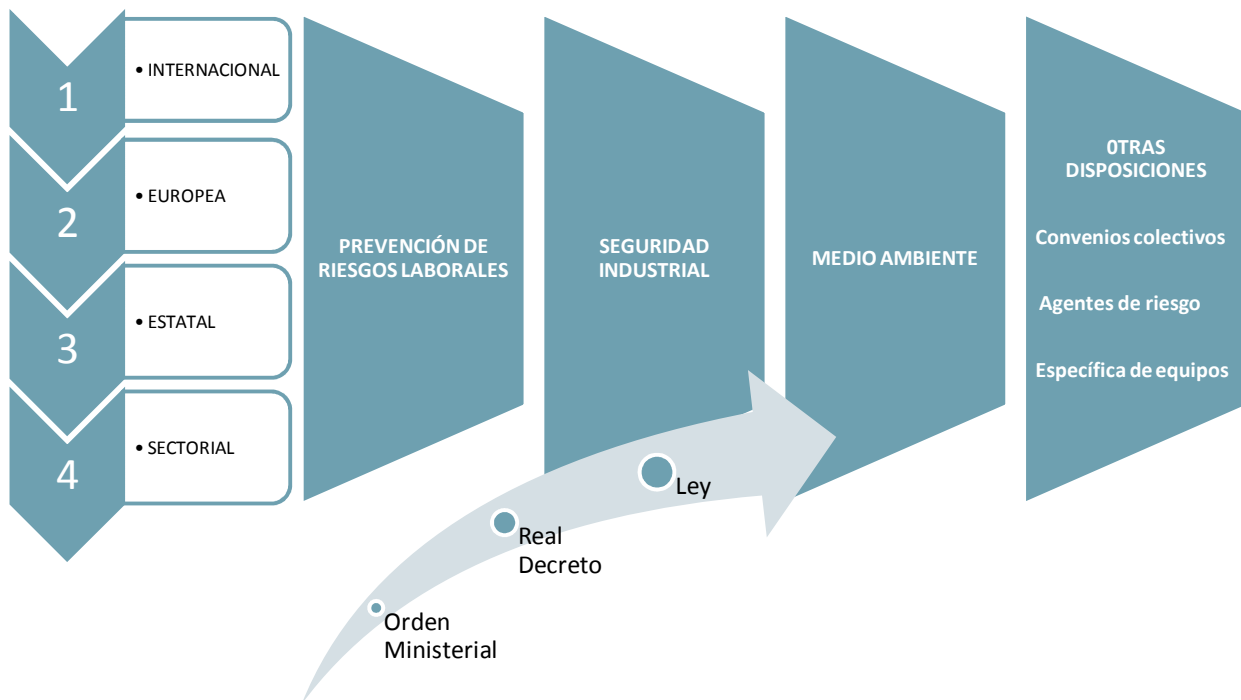 1
• INTERNACIONAL
2
• EUROPEA
3
• ESTATAL
4
• SECTORIAL
PREVENCIÓN DE
RIESGOS LABORALES
SEGURIDAD
INDUSTRIAL
MEDIO AMBIENTE
0TRAS
DISPOSICIONES
Convenios colectivos
Agentes de riesgo
Específica de equipos
Ley
Real
Decreto
Orden
Ministerial